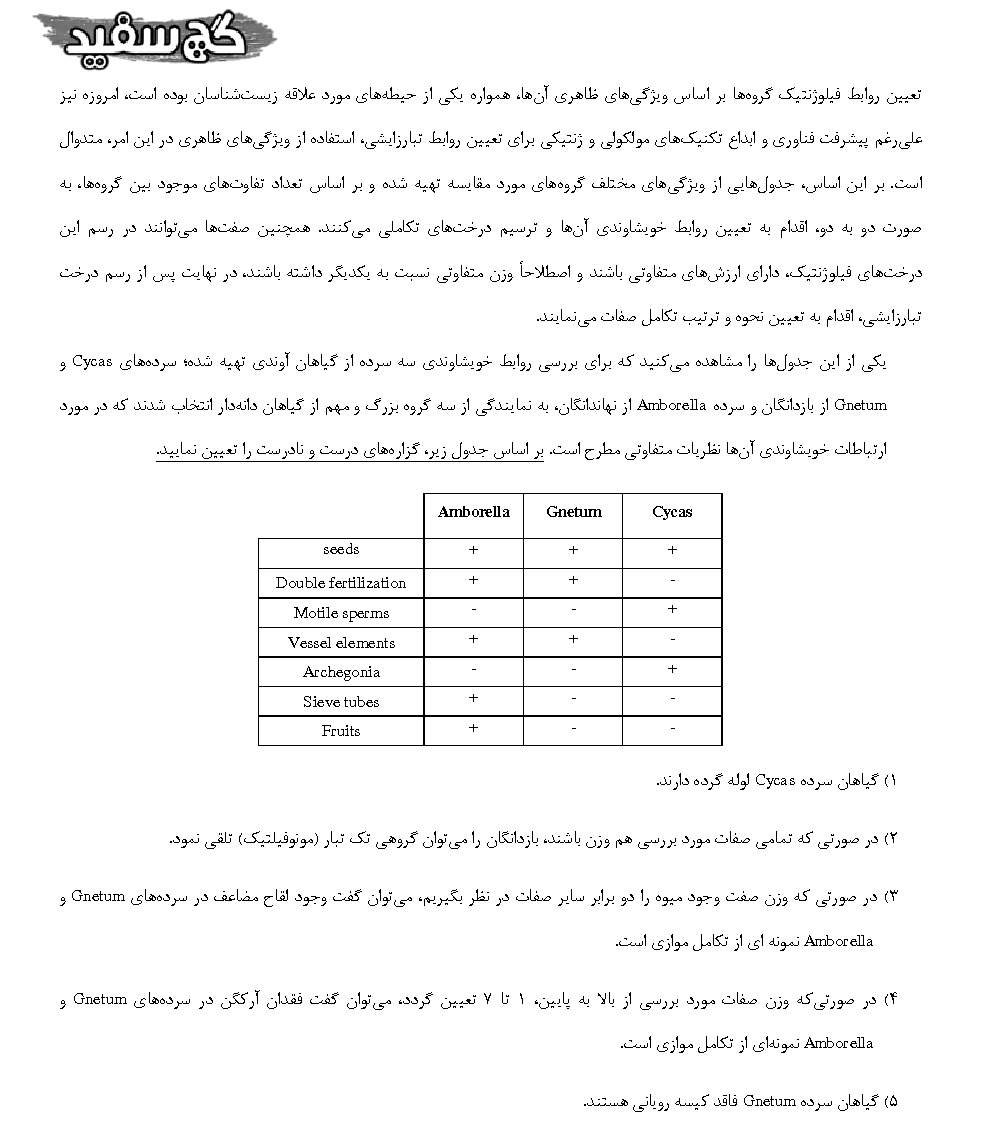 گچ سفید
تعیین روابط فیلوژنتیک گروه‌ها بر اساس ویژگی‌های ظاهری آن‌ها، همواره یکی از حیطه‌های مورد علاقه زیست‌شناسان بوده است، امروزه نیز
علی‌رغم پیشرفت فناوری و ابداع تکنیک‌های مولکولی و ژنتیکی برای تعیین روابط تبارزایشی، استفاده از ویژگی‌های ظاهری در این امر، متدوال
است. بر این اساس، جدول‌هایی از ویژگی‌های مختلف گروه‌های مورد مقایسه تهیه شده و بر اساس تعداد تفاوت‌های موجود بین گروه‌ها، به
صورت دو به دو، اقدام به تعیین روابط خویشاوندی آن‌ها و ترسیم درخت‌های تکاملی می‌کنند. همچنین صفت‌ها می‌توانند در رسم این
درخت‌های فیلوژنتیک، دارای ارزش‌های متفاوتی باشند و اصطلاحاً وزن متفاوتی نسبت به یکدیگر داشته باشند، در نهایت پس از رسم درخت
تبارزایشی، اقدام به تعیین نحوه و ترتیب تکامل صفات می‌نمایند.
یکی از این جدول‌ها را مشاهده می‌کنید که برای بررسی روابط خویشاوندی سه سرده از گیاهان آوندی تهیه شده؛ سرده‌های Cycas و
Gnetum از بازدانگان و سرده Amborella از نهاندانگان، به نمایندگی از سه گروه بزرگ و مهم از گیاهان دانه‌دار انتخاب شدند که در مورد
ارتباطات خویشاوندی آن‌ها نظریات متفاوتی مطرح است. بر اساس جدول زیر، گزاره‌های درست و نادرست را تعیین نمایید.
Amborella Gnetum Cycas
seeds + + +
Double fertilization + + -
Motile sperms - - +
Vessel elements + + -
Archegonia - - +
Sieve tubes + - -
Fruits + - -
۱) گیاهان سرده Cycas لوله گرده دارند.
۲) در صورتی که تمامی صفات مورد بررسی هم وزن باشند، بازدانگان را می‌توان گروهی تک تبار (مونوفیلتیک) تلقی نمود.
۳) در صورتی که وزن صفت وجود میوه را دو برابر سایر صفات در نظر بگیریم، می‌توان گفت وجود لقاح مضاعف در سرده‌های Gnetum و
Amborella نمونه ای از تکامل موازی است.
۴) در صورتی‌که وزن صفات مورد بررسی از بالا به پایین، ۱ تا ۷ تعیین گردد، می‌توان گفت فقدان آرکگن در سرده‌های Gnetum و
Amborella نمونه‌ای از تکامل موازی است.
۵) گیاهان سرده Gnetum فاقد کیسه رویانی هستند.